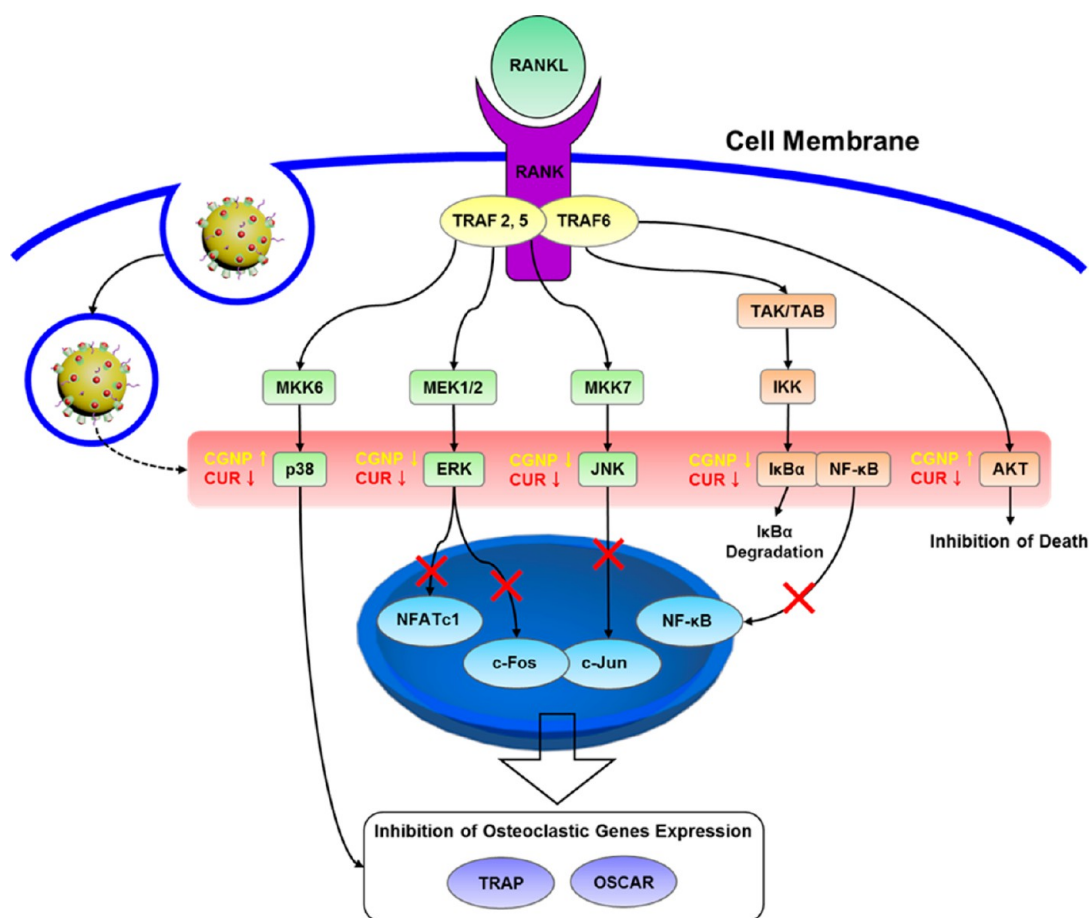 RANKL
Cell Membrane
RANK
TRAF 2, 5
TRAF6
TAK/TAB
MKK6
MEK1/2
MKK7
IKK
CGNP ↑
CUR ↓
p38
CGNP ↓
CUR ↓
ERK
CGNP ↓
CUR ↓
JNK
CGNP ↓
CUR ↓
IκBα
NF-κB
CGNP ↑
CUR ↓
AKT
IκBα
Degradation
Inhibition of Death
NFATc1
NF-κB
c-Fos
c-Jun
Inhibition of Osteoclastic Genes Expression
TRAP
OSCAR